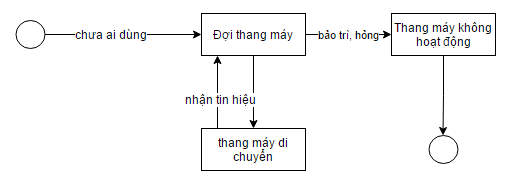 chưa ai dùng
Đợi thang máy
bảo trì, hỏng
Thang máy không
hoạt động
nhận tin hiệu
thang máy di
chuyển